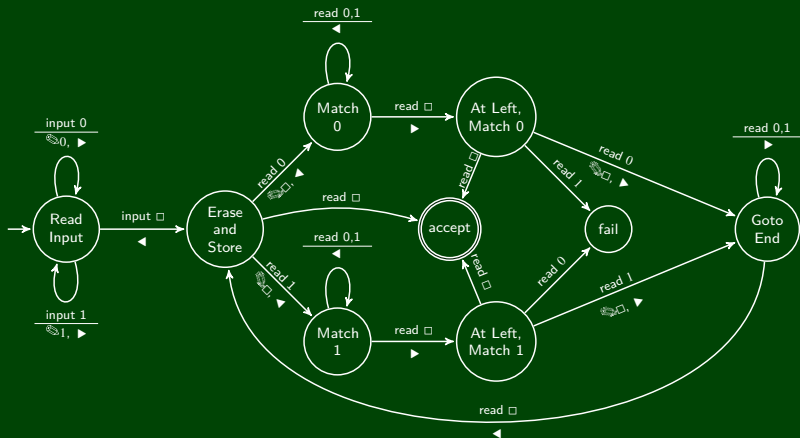 read 0,1
◀
Match
0
read □
▶
At Left,
Match 0
input 0
✎0, ▶
read 0
✎□, ▶
read □
read 1
read 0
✎□, ▶
read 0,1
▶
Read
Input
input □
◀
Erase
and
Store
read □
accept
fail
Goto
End
read 0,1
◀
read 1
✎□, ▶
read □
read 0
read 1
✎□, ▶
input 1
✎1, ▶
Match
1
read □
▶
At Left,
Match 1
read □
◀